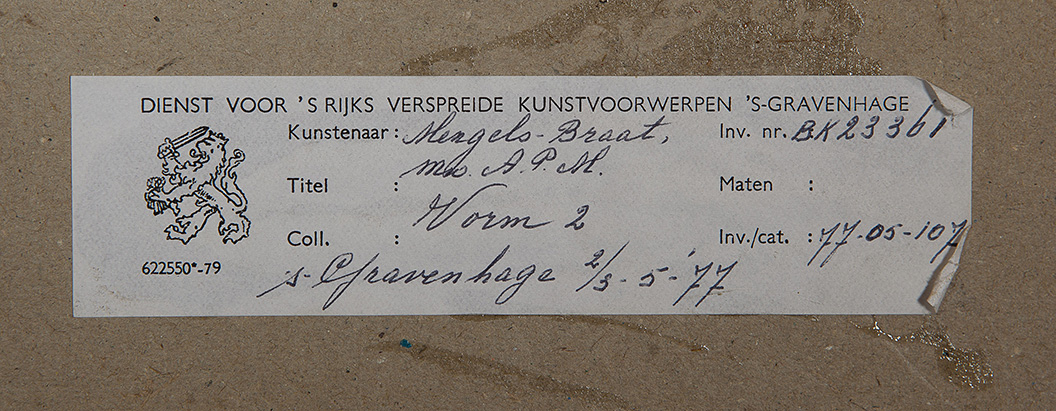 DIENST VOOR 'S RIJKS VERSPREIDE KUNSTVOORWERPEN 'S-GRAVENHAGE
Kunstenaar: Mengels-Braat, Inv. nr. BK23361
mw. A.P.M.
Titel : Maten :
Vorm 2
Coll. : Inv./cat. : 77-05-107
622550*-79
's-Gravenhage 2/3-5-'77